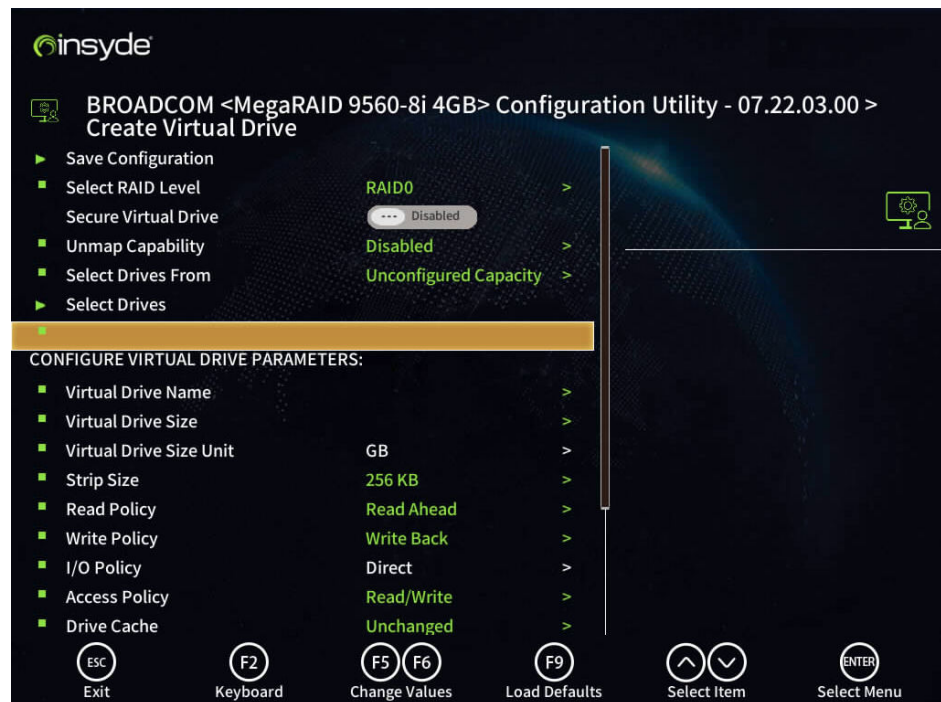 insyde
BROADCOM <MegaRAID 9560-8i 4GB> Configuration Utility - 07.22.03.00 >
Create Virtual Drive
Save Configuration
Select RAID Level RAID0 >
Secure Virtual Drive --- Disabled
Unmap Capability Disabled >
Select Drives From Unconfigured Capacity >
Select Drives
CONFIGURE VIRTUAL DRIVE PARAMETERS:
Virtual Drive Name >
Virtual Drive Size >
Virtual Drive Size Unit GB >
Strip Size 256 KB >
Read Policy Read Ahead >
Write Policy Write Back >
I/O Policy Direct >
Access Policy Read/Write >
Drive Cache Unchanged >
ESC F2 F5 F6 F9 ENTER
Exit Keyboard Change Values Load Defaults Select Item Select Menu